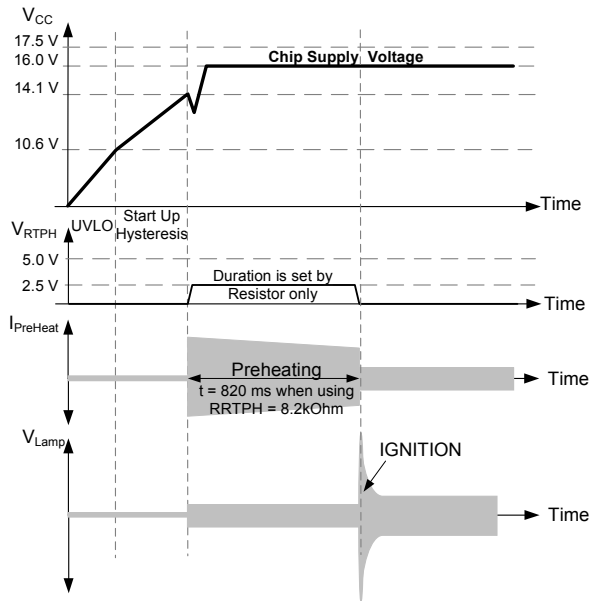 VCC
17.5 V
16.0 V
Chip Supply Voltage
14.1 V
10.6 V
Time
UVLO
Start Up
Hysteresis
VRTPH
5.0 V
2.5 V
Duration is set by
Resistor only
Time
IPreHeat
Preheating
t = 820 ms when using
RRTPH = 8.2kOhm
Time
VLamp
IGNITION
Time